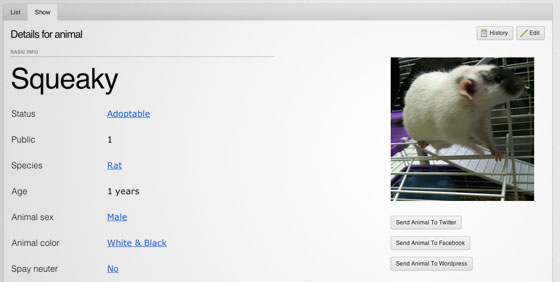 List Show
Details for animal History Edit
BASIC INFO
Squeaky
Status Adoptable
Public 1
Species Rat
Age 1 years
Animal sex Male
Send Animal To Twitter
Animal color White & Black
Send Animal To Facebook
Spay neuter No
Send Animal To Wordpress